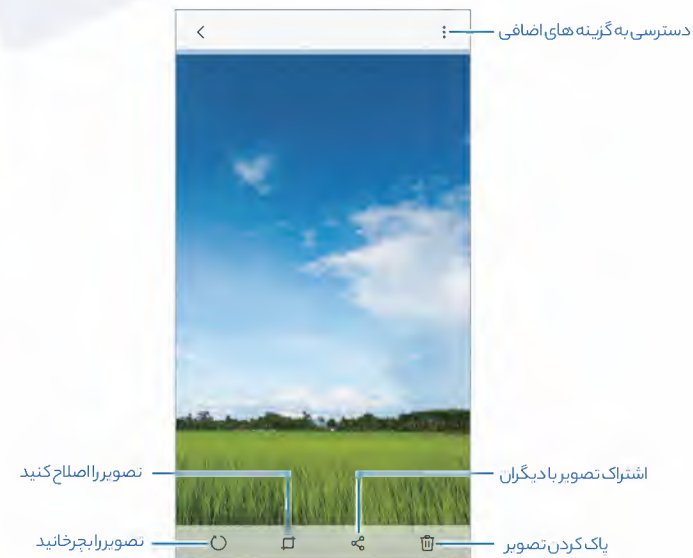 دسترسی به گزینه های اضافی
تصویر را اصلاح کنید
اشتراک تصویر با دیگران
تصویر را بچرخانید
پاک کردن تصویر